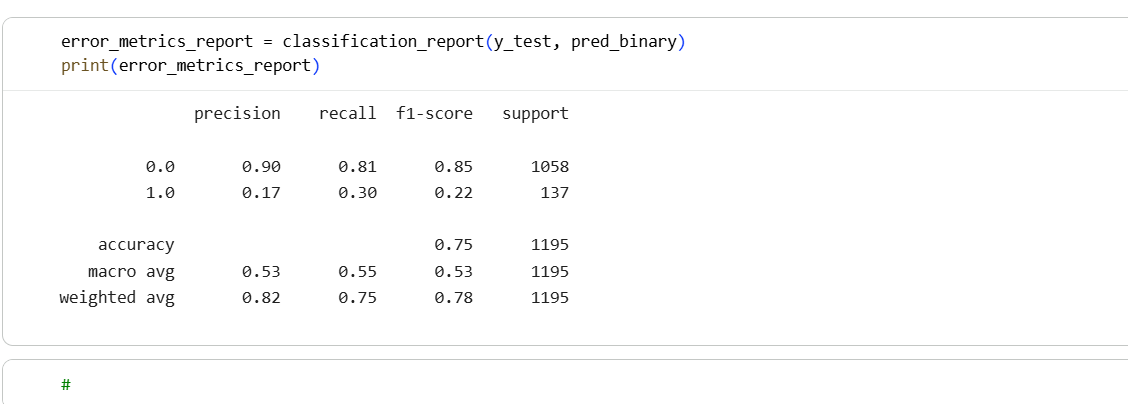 error_metrics_report = classification_report(y_test, pred_binary)
print(error_metrics_report)
precision recall f1-score support
0.0 0.90 0.81 0.85 1058
1.0 0.17 0.30 0.22 137
accuracy 0.75 1195
macro avg 0.53 0.55 0.53 1195
weighted avg 0.82 0.75 0.78 1195
#